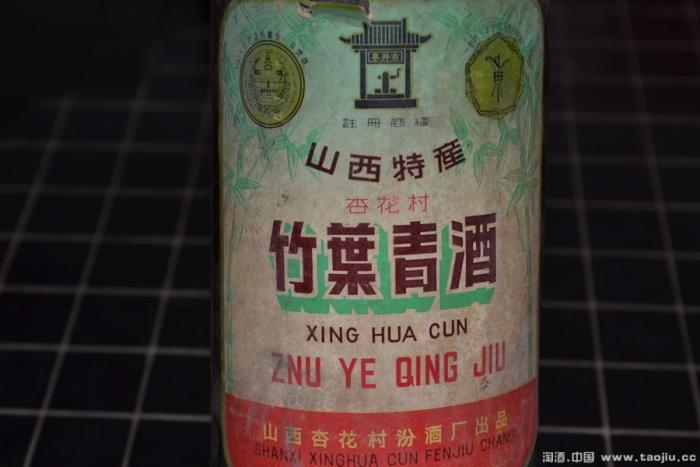 註冊商標
山西特産
杏花村
竹葉青酒
XING HUA CUN
ZNU YE QING JIU
山西杏花村汾酒厂出品
SHANXI XINGHUA CUN FENJIU CHANG
淘酒.中国 www.taojiu.cc